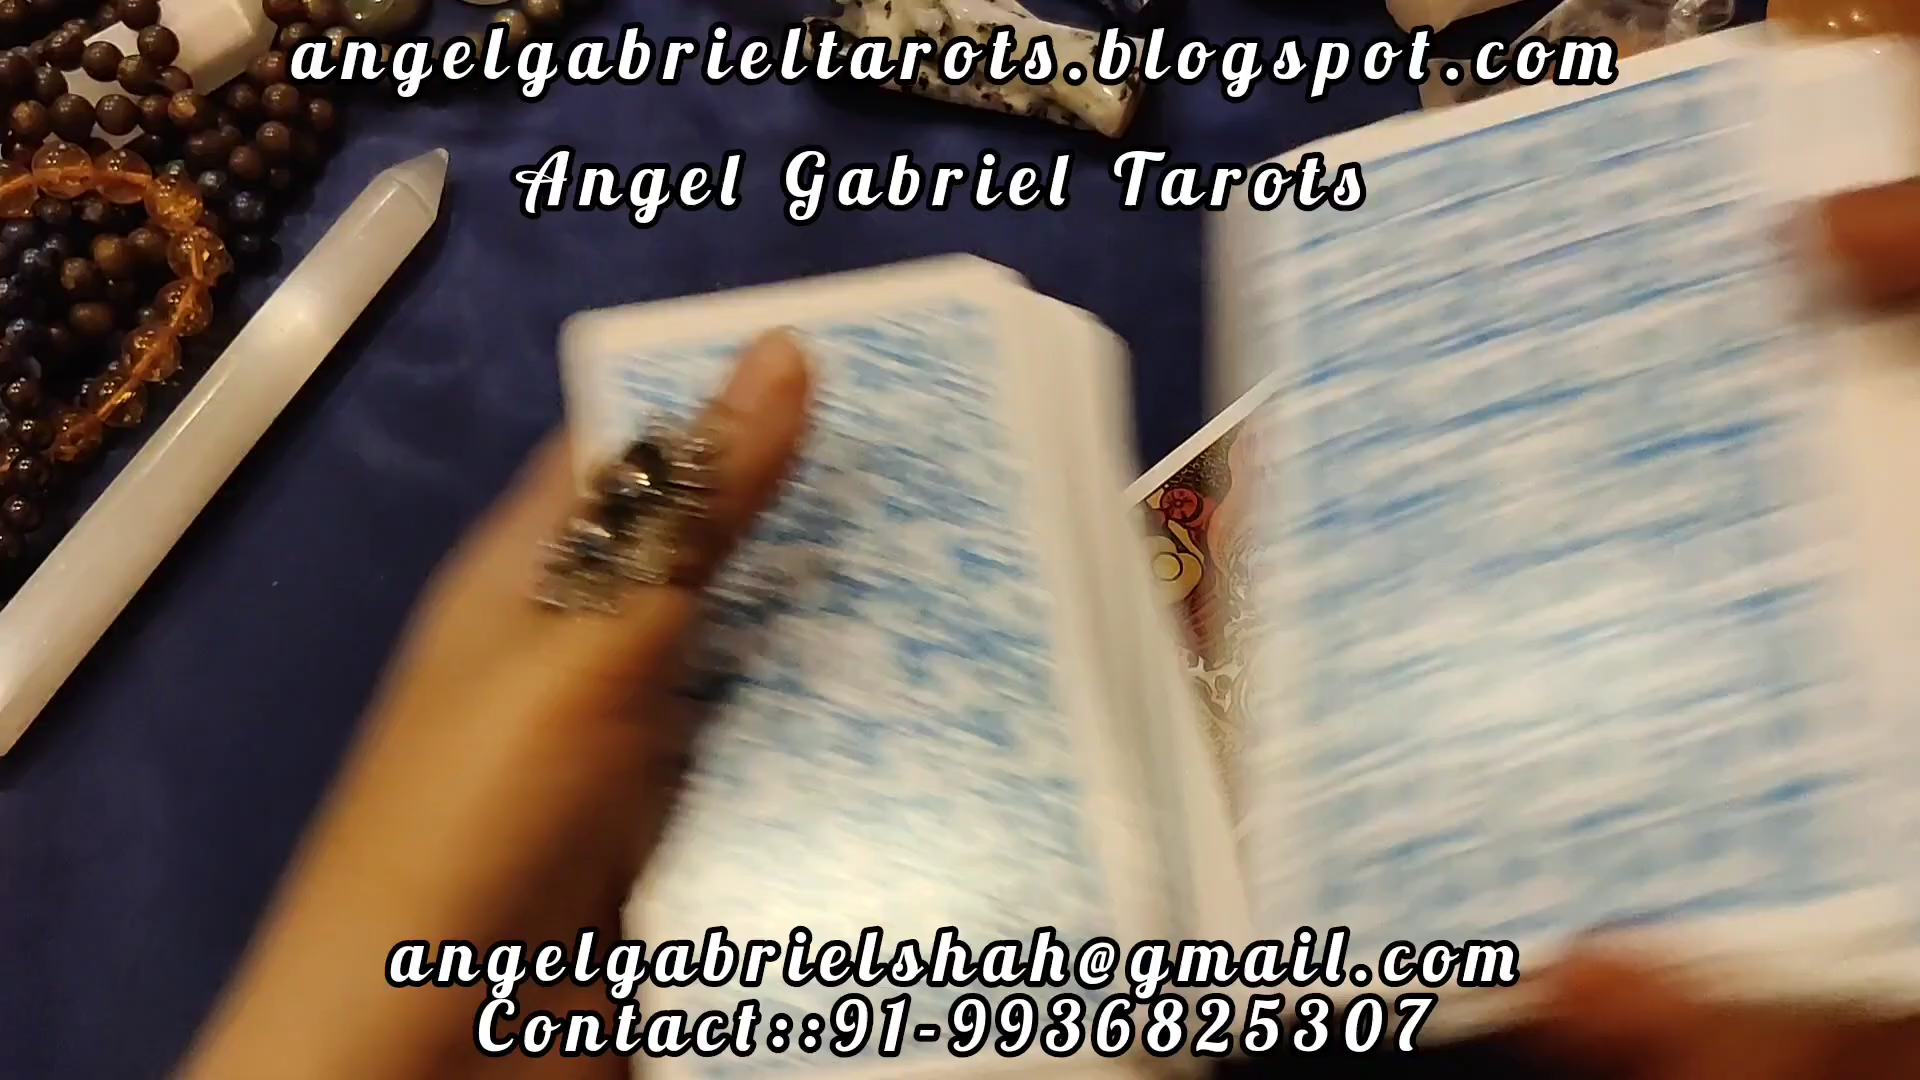 angelgabrieltarots.blogspot.com
Angel Gabriel Tarots
angelgabrielshah@gmail.com
Contact::91-9936825307